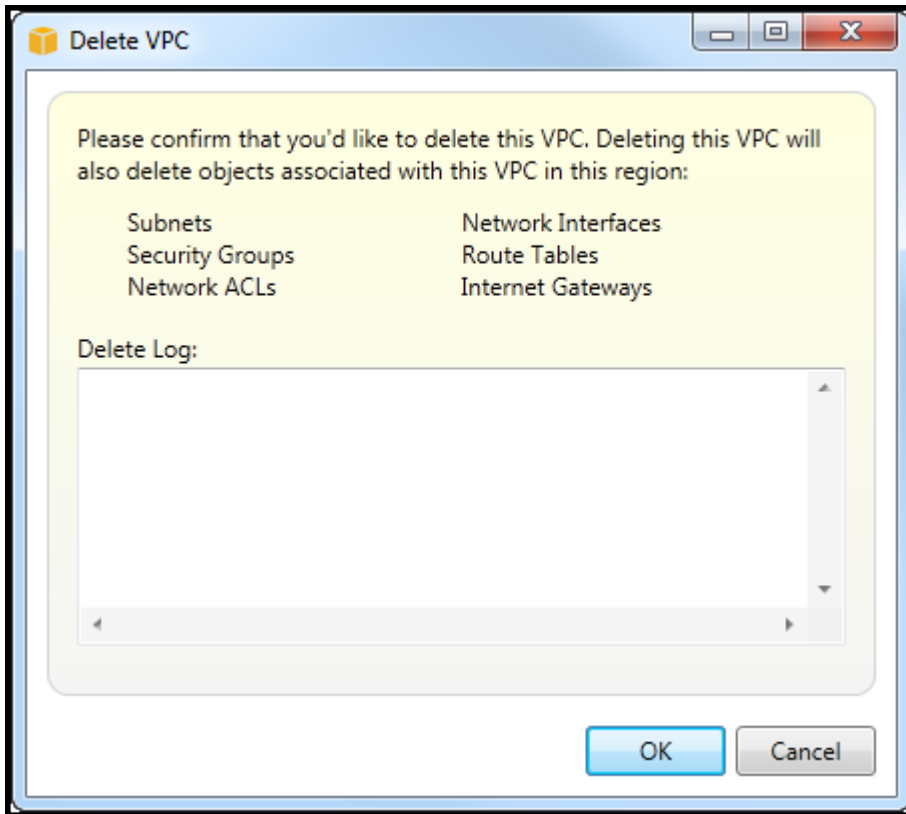 Delete VPC
Please confirm that you'd like to delete this VPC. Deleting this VPC will
also delete objects associated with this VPC in this region:
Subnets Network Interfaces
Security Groups Route Tables
Network ACLs Internet Gateways
Delete Log:
OK Cancel